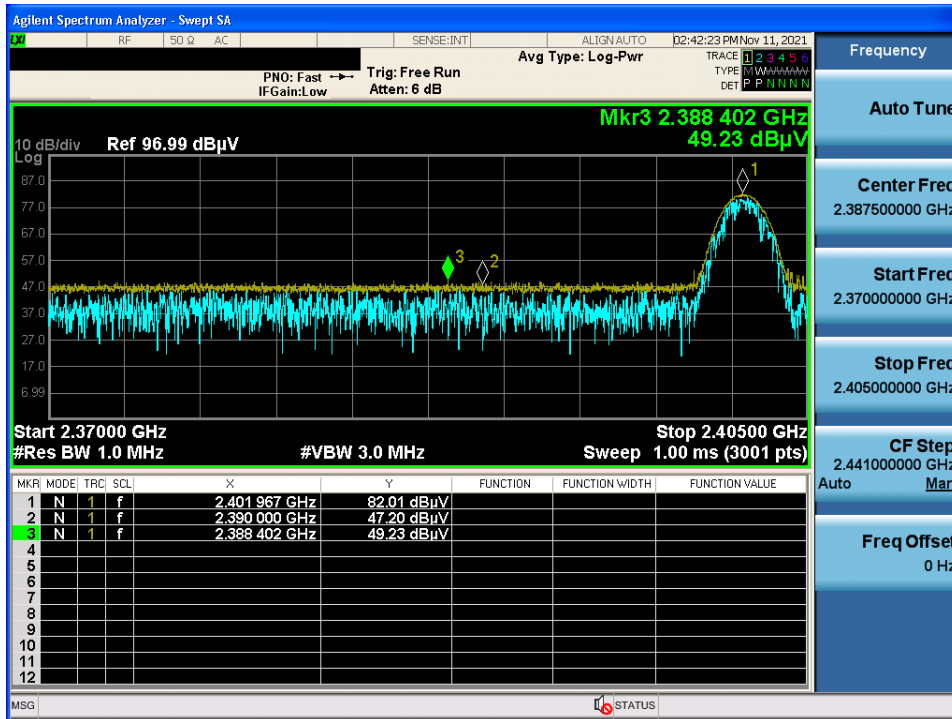 Agilent Spectrum Analyzer - Swept SA
LXI RF 50 Ω AC SENSE:INT ALIGN AUTO 02:42:23 PM Nov 11, 2021
Frequency
Avg Type: Log-Pwr
TRACE 1 2 3 4 5 6
PNO: Fast Trig: Free Run
TYPE M W W W W W
IFGain:Low Atten: 6 dB
DET P P N N N N
Auto Tune
Mkr3 2.388 402 GHz
49.23 dBµV
10 dB/div Ref 96.99 dBµV
Log
87.0
77.0
67.0
57.0
47.0
37.0
27.0
17.0
6.99
1
2
3
Center Freq
2.387500000 GHz
Start Freq
2.370000000 GHz
Stop Freq
2.405000000 GHz
Start 2.37000 GHz Stop 2.40500 GHz
#Res BW 1.0 MHz #VBW 3.0 MHz Sweep 1.00 ms (3001 pts)
CF Step
2.441000000 GHz
Auto Man
MKR MODE TRC SCL X Y FUNCTION FUNCTION WIDTH FUNCTION VALUE
1 N 1 f 2.401 967 GHz 82.01 dBµV
2 N 1 f 2.390 000 GHz 47.20 dBµV
3 N 1 f 2.388 402 GHz 49.23 dBµV
4
5
6
7
8
9
10
11
12
Freq Offset
0 Hz
MSG STATUS